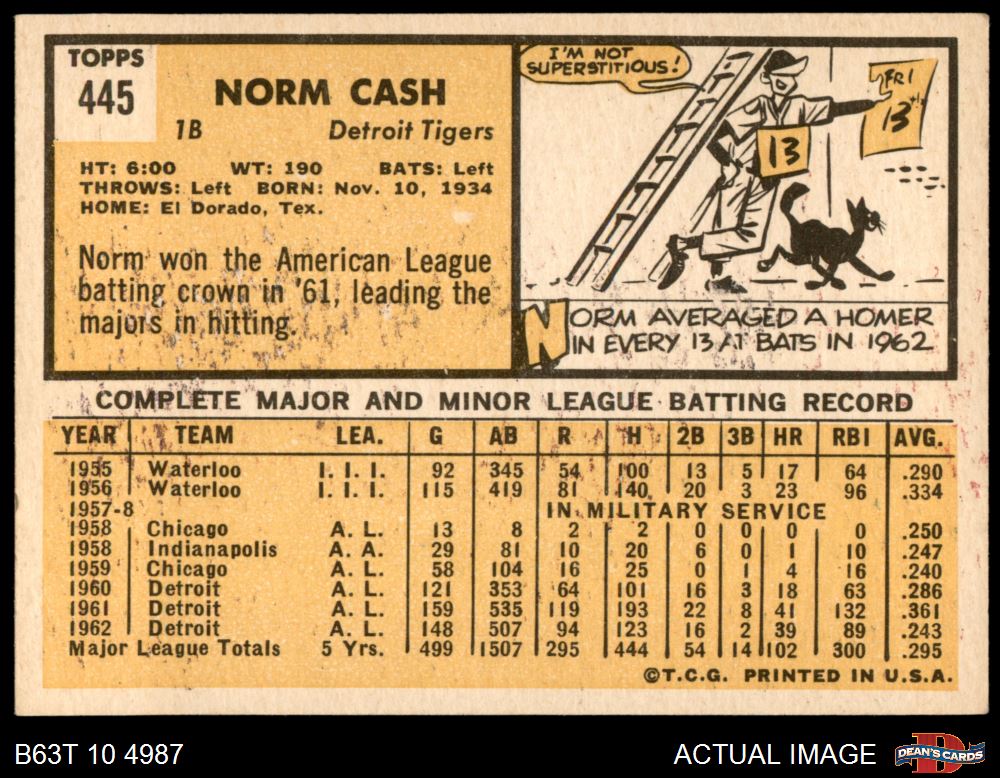 TOPPS
445
NORM CASH
1B Detroit Tigers
HT: 6:00 WT: 190 BATS: Left
THROWS: Left BORN: Nov. 10, 1934
HOME: El Dorado, Tex.
Norm won the American League
batting crown in '61, leading the
majors in hitting.
I'M NOT
SUPERSTITIOUS!
FRI
13th
13
NORM AVERAGED A HOMER
IN EVERY 13 AT BATS IN 1962
COMPLETE MAJOR AND MINOR LEAGUE BATTING RECORD
YEAR TEAM LEA. G AB R H 2B 3B HR RBI AVG.
1955 Waterloo I. I. I. 92 345 54 100 13 5 17 64 .290
1956 Waterloo I. I. I. 115 419 81 140 20 3 23 96 .334
1957-8 IN MILITARY SERVICE
1958 Chicago A. L. 13 8 2 2 0 0 0 0 .250
1958 Indianapolis A. A. 29 81 10 20 6 0 1 10 .247
1959 Chicago A. L. 58 104 16 25 0 1 4 16 .240
1960 Detroit A. L. 121 353 64 101 16 3 18 63 .286
1961 Detroit A. L. 159 535 119 193 22 8 41 132 .361
1962 Detroit A. L. 148 507 94 123 16 2 39 89 .243
Major League Totals 5 Yrs. 499 1507 295 444 54 14 102 300 .295
©T.C.G. PRINTED IN U.S.A.
B63T 10 4987 ACTUAL IMAGE D DEAN'S CARDS